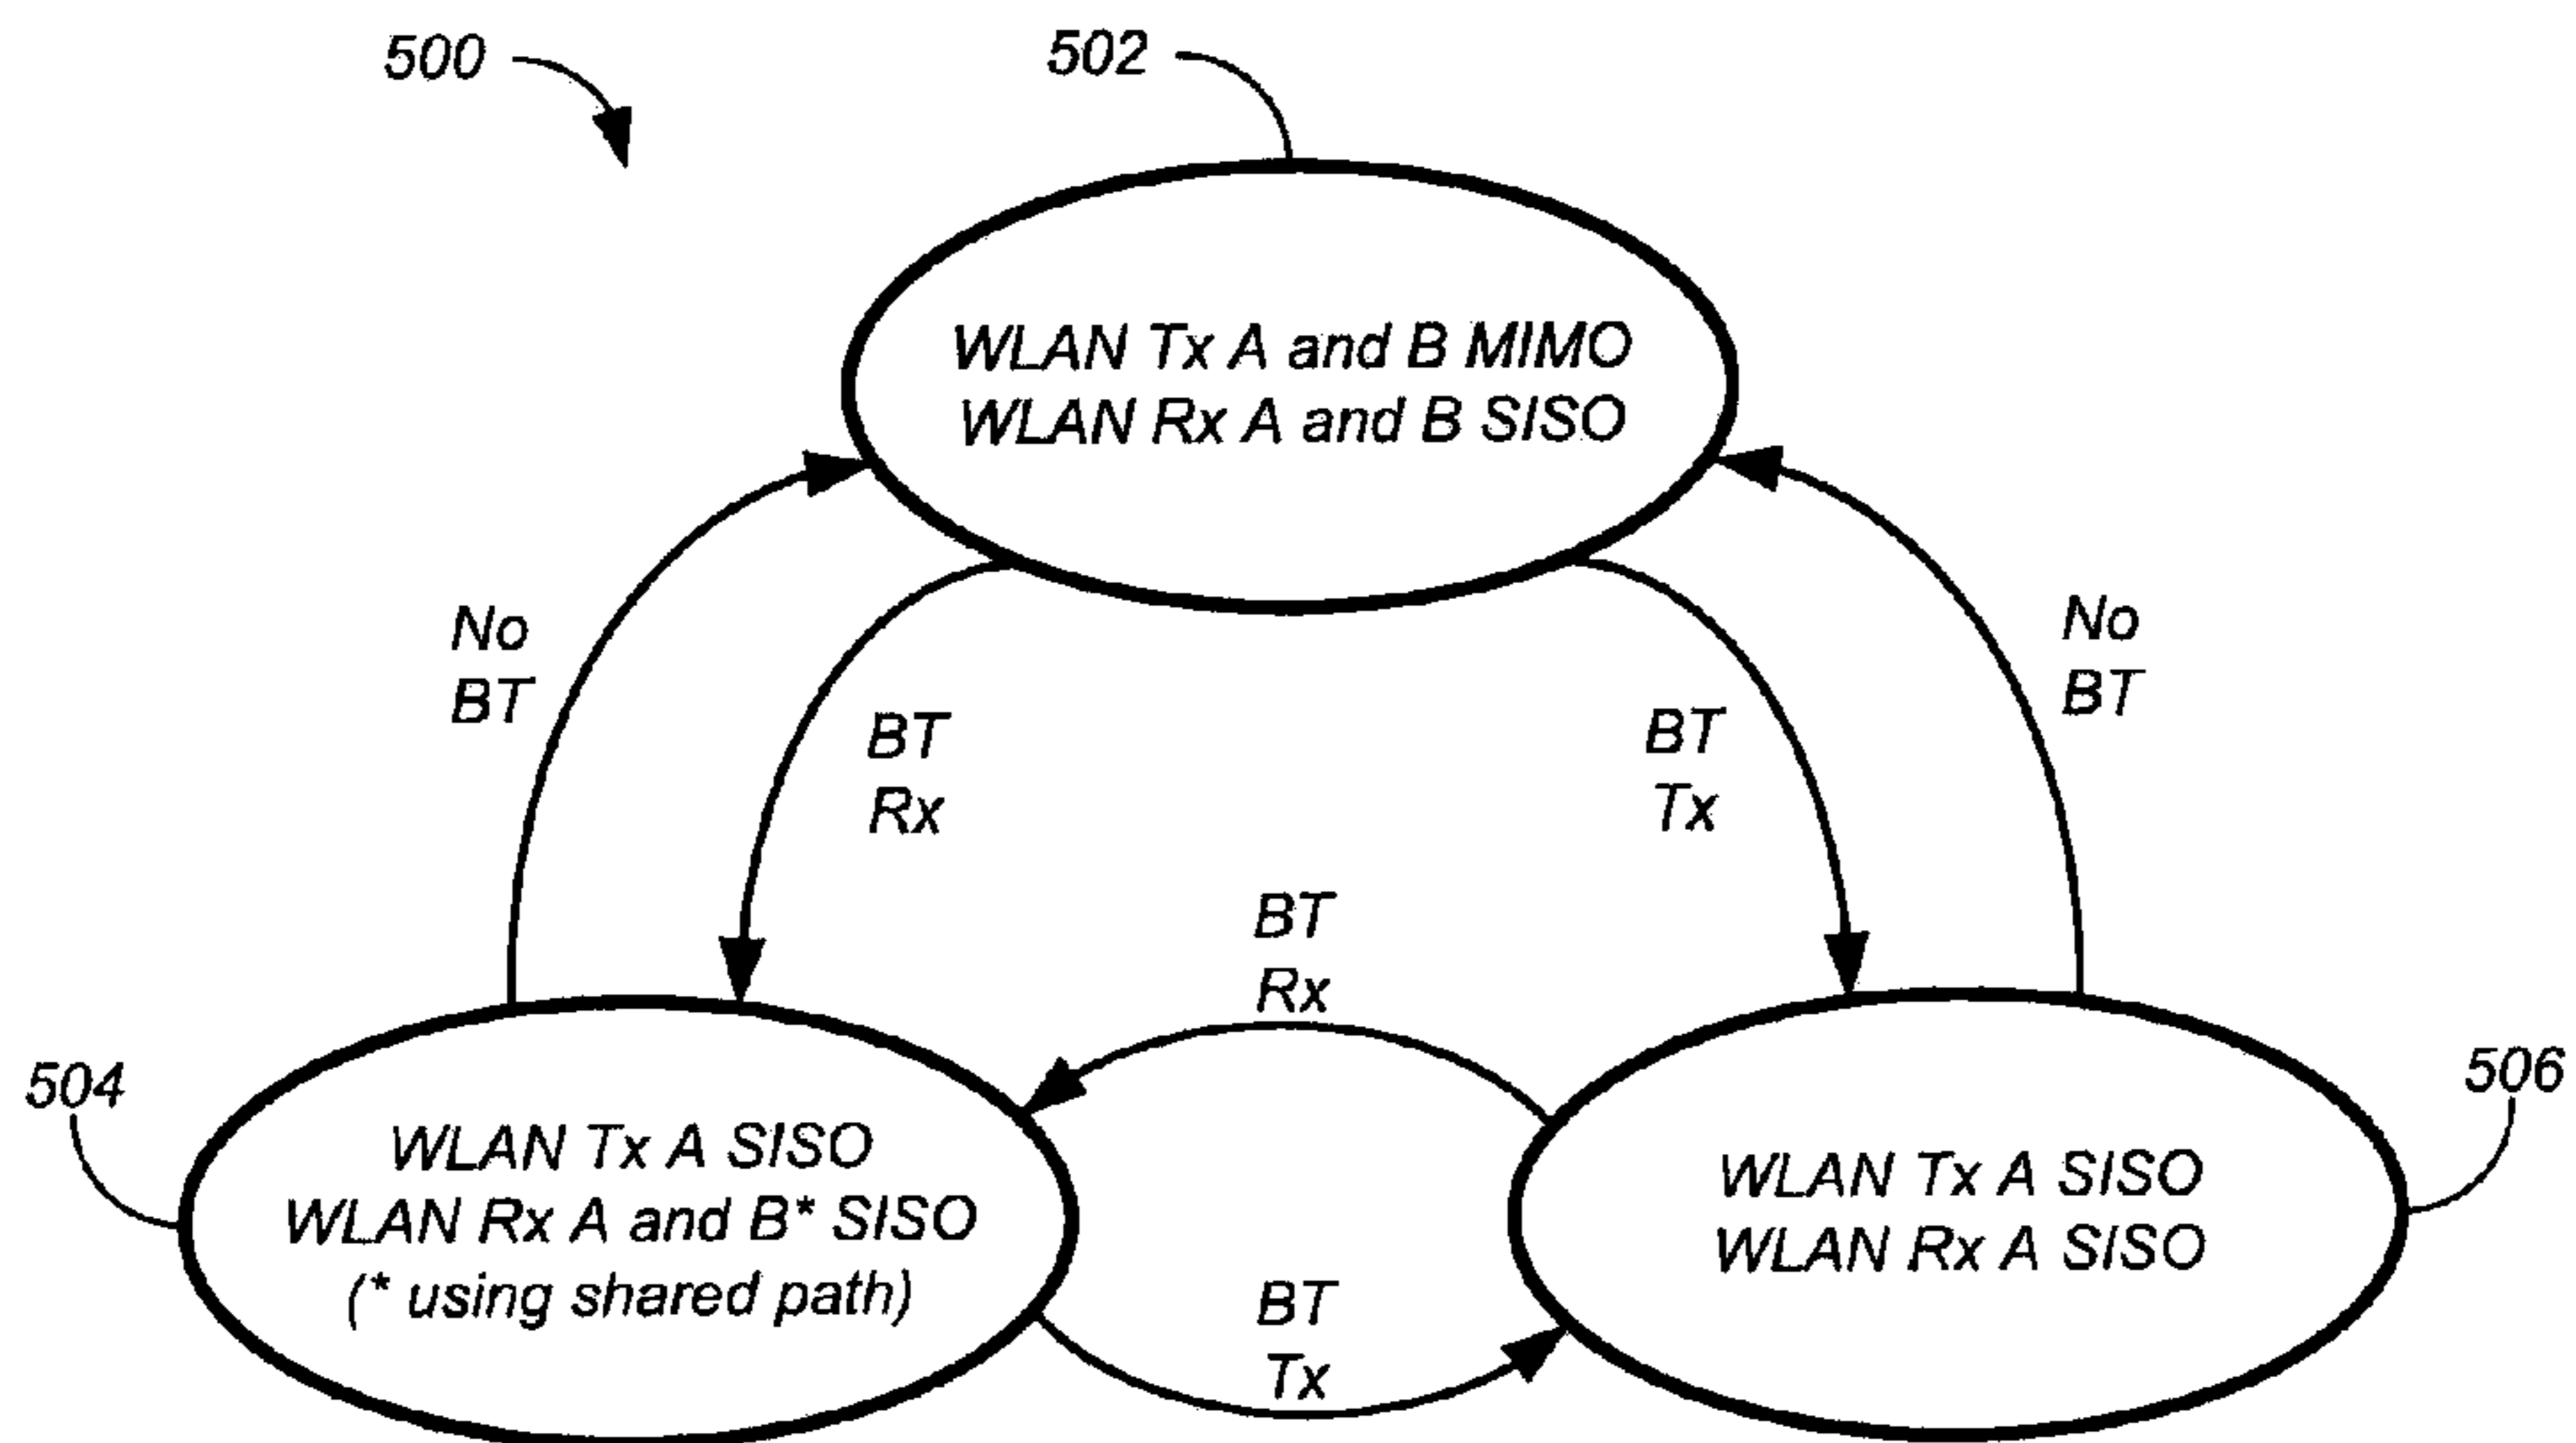 500
502
WLAN Tx A and B MIMO
WLAN Rx A and B SISO
No
BT
BT
Rx
BT
Tx
No
BT
BT
Rx
504
WLAN Tx A SISO
WLAN Rx A and B* SISO
(* using shared path)
506
WLAN Tx A SISO
WLAN Rx A SISO
BT
Tx